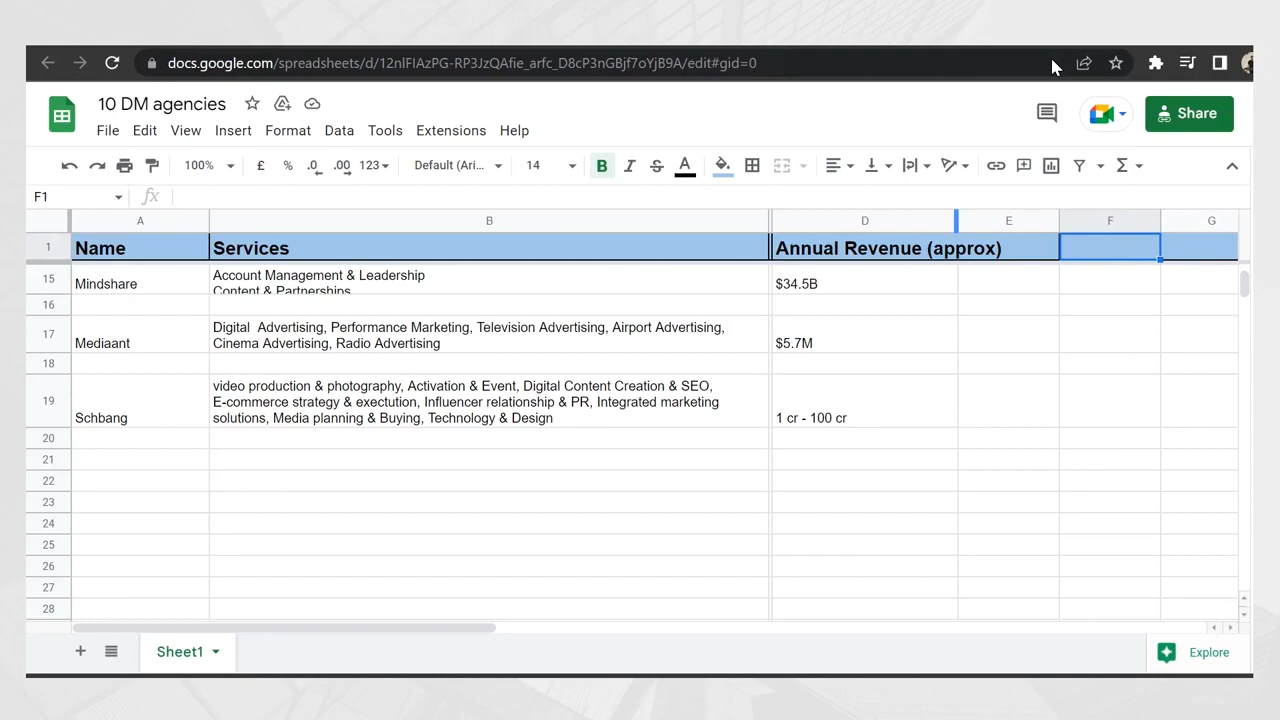 docs.google.com/spreadsheets/d/12nlFIAzPG-RP3JzQAfie_arfc_D8cP3nGBjf7oYjB9A/edit#gid=0
10 DM agencies
File Edit View Insert Format Data Tools Extensions Help
Share
100% £ % .0 .00 123 Default (Ari... 14 B I S A Σ
F1 fx
A B D E F G
1 Name Services Annual Revenue (approx)
15 Mindshare Account Management & Leadership
Content & Partnerships $34.5B
16
17 Mediaant Digital Advertising, Performance Marketing, Television Advertising, Airport Advertising,
Cinema Advertising, Radio Advertising $5.7M
18
19 Schbang video production & photography, Activation & Event, Digital Content Creation & SEO,
E-commerce strategy & exectution, Influencer relationship & PR, Integrated marketing
solutions, Media planning & Buying, Technology & Design 1 cr - 100 cr
20
21
22
23
24
25
26
27
28
+ Sheet1 Explore